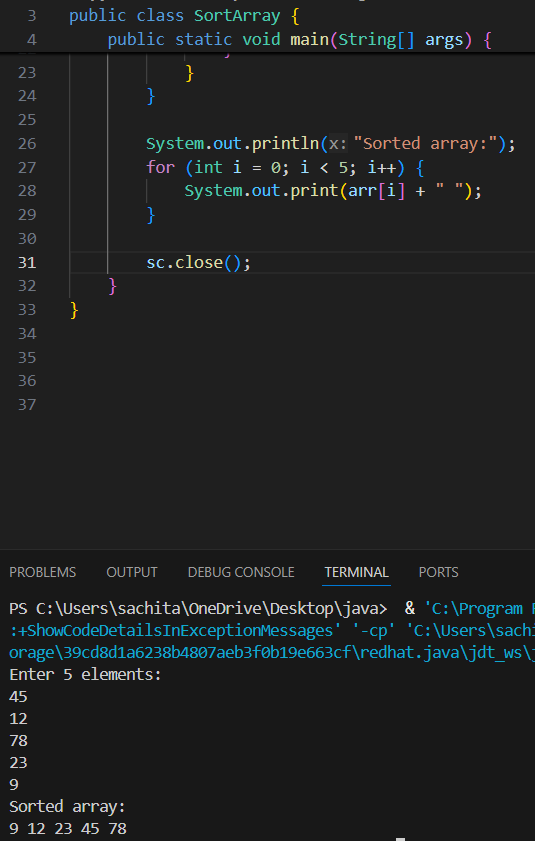 3 public class SortArray {
4 public static void main(String[] args) {
23 }
24 }
25
26 System.out.println(x: "Sorted array:");
27 for (int i = 0; i < 5; i++) {
28 System.out.print(arr[i] + " ");
29 }
30
31 sc.close();
32 }
33 }
34
35
36
37
PROBLEMS OUTPUT DEBUG CONSOLE TERMINAL PORTS
PS C:\Users\sachita\OneDrive\Desktop\java> & 'C:\Program
:+ShowCodeDetailsInExceptionMessages' '-cp' 'C:\Users\sachi
orage\39cd8d1a6238b4807aeb3f0b19e663cf\redhat.java\jdt_ws\j
Enter 5 elements:
45
12
78
23
9
Sorted array:
9 12 23 45 78